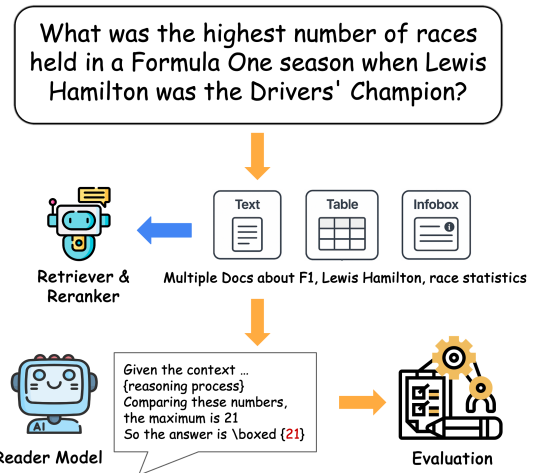 What was the highest number of races
held in a Formula One season when Lewis
Hamilton was the Drivers' Champion?
Text
Table
Infobox
Retriever &
Reranker
Multiple Docs about F1, Lewis Hamilton, race statistics
Given the context ...
{reasoning process}
Comparing these numbers,
the maximum is 21
So the answer is \boxed {21}
AI
Reader Model
Evaluation